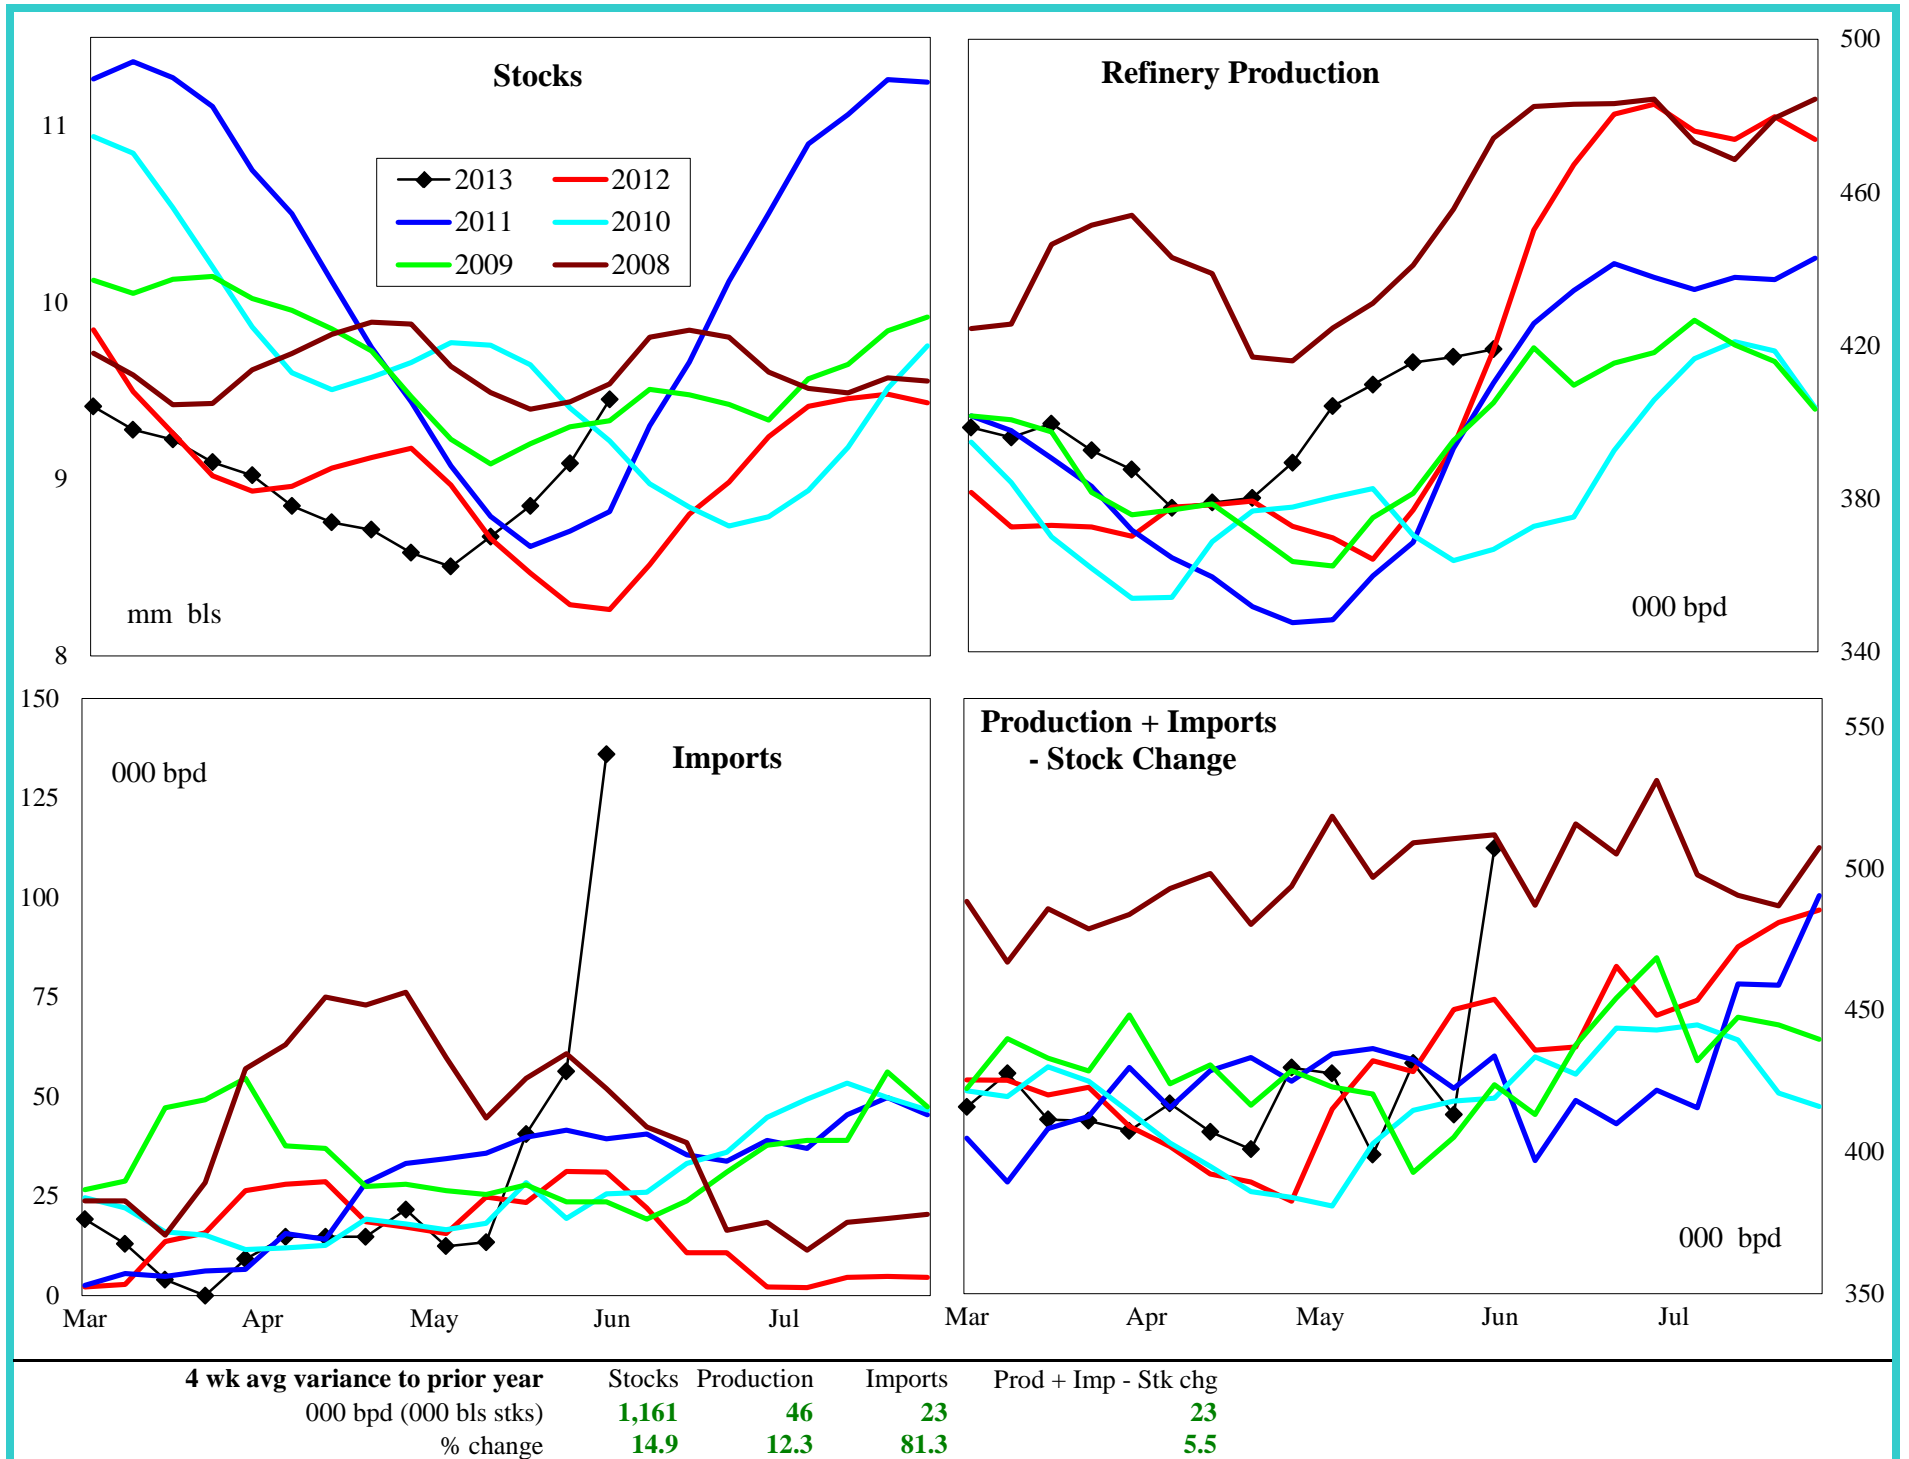 Stocks
11
10
9
8
mm bls
2013 2012
2011 2010
2009 2008
Refinery Production
500
460
420
380
340
000 bpd
Imports
000 bpd
150
125
100
75
50
25
0
Mar Apr May Jun Jul
Production + Imports
- Stock Change
550
500
450
400
350
000 bpd
Mar Apr May Jun Jul
4 wk avg variance to prior year Stocks Production Imports Prod + Imp - Stk chg
000 bpd (000 bls stks) 1,161 46 23 23
% change 14.9 12.3 81.3 5.5